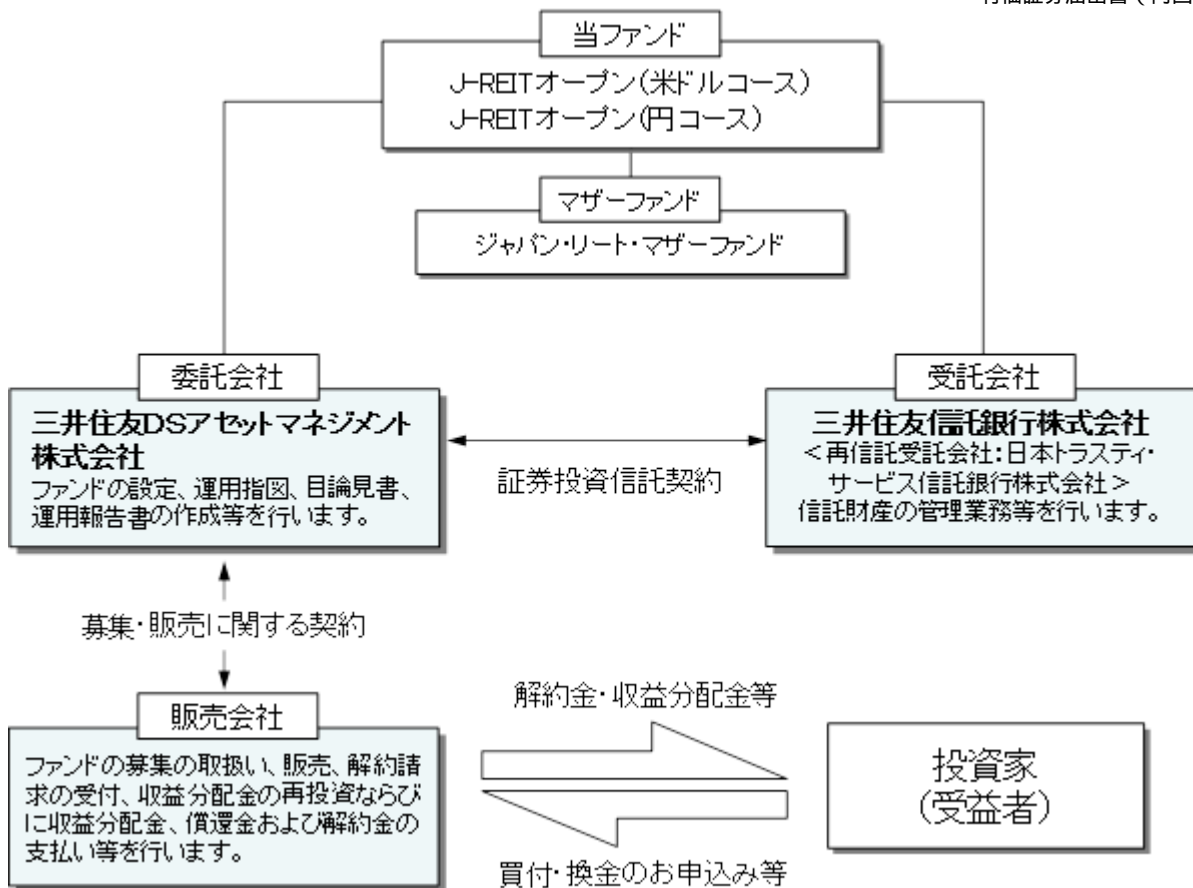 当ファンド
J-REITオープン(米ドルコース)
J-REITオープン(円コース)
マザーファンド
ジャパン・リート・マザーファンド
委託会社
三井住友DSアセットマネジメント
株式会社
ファンドの設定、運用指図、目論見書、
運用報告書の作成等を行います。
証券投資信託契約
受託会社
三井住友信託銀行株式会社
<再信託受託会社:日本トラスティ・
サービス信託銀行株式会社>
信託財産の管理業務等を行います。
募集・販売に関する契約
販売会社
ファンドの募集の取扱い、販売、解約請
求の受付、収益分配金の再投資ならび
に収益分配金、償還金および解約金の
支払い等を行います。
解約金・収益分配金等
買付・換金のお申込み等
投資家
(受益者)